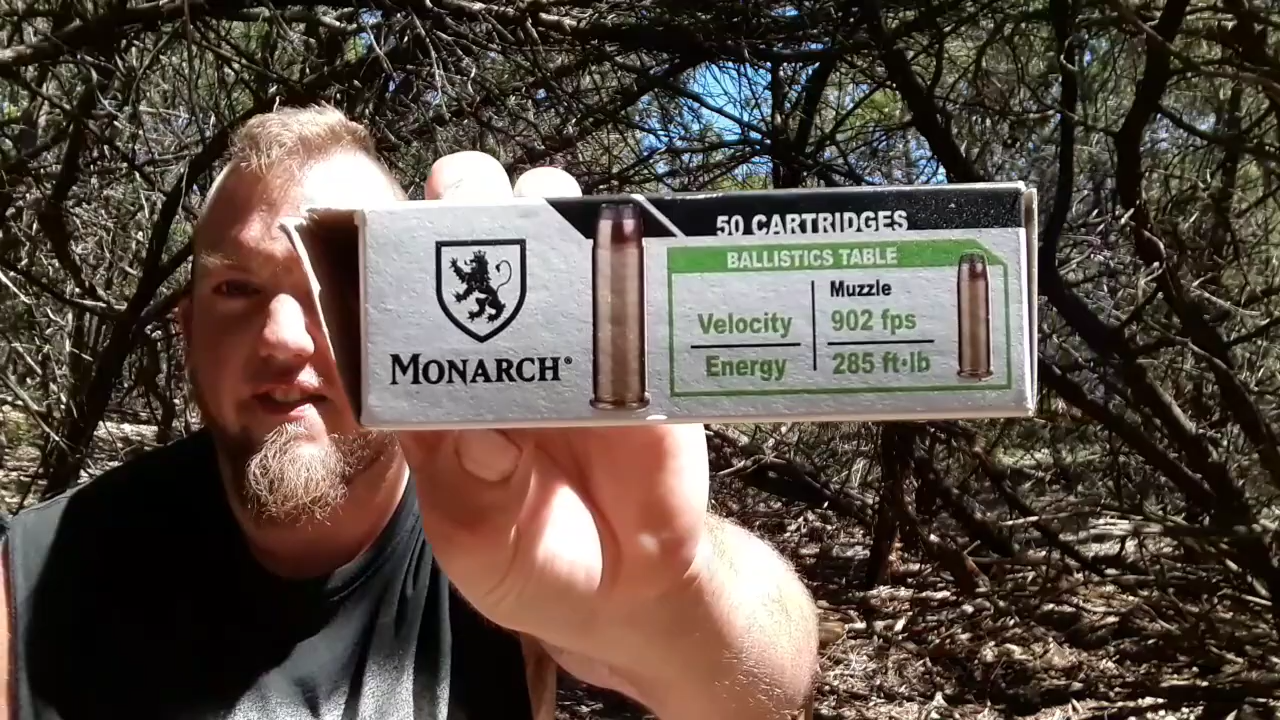 50 CARTRIDGES
BALLISTICS TABLE
Muzzle
Velocity 902 fps
Energy 285 ft•lb
MONARCH®